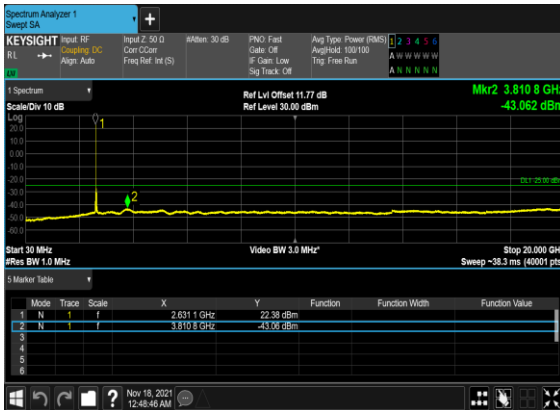 Spectrum Analyzer 1
Swept SA
+
KEYSIGHT
RL
LXI
Input: RF
Coupling: DC
Align: Auto
Input Z: 50 Ω
Corr CCorr
Freq Ref: Int (S)
#Atten: 30 dB
PNO: Fast
Gate: Off
IF Gain: Low
Sig Track: Off
Avg Type: Power (RMS)
Avg|Hold: 100/100
Trig: Free Run
1 2 3 4 5 6
A W W W W W
A N N N N N
1 Spectrum
Scale/Div 10 dB
Ref Lvl Offset 11.77 dB
Ref Level 30.00 dBm
Mkr2 3.810 8 GHz
-43.062 dBm
Log
20.0
10.0
0.00
-10.0
-20.0
-30.0
-40.0
-50.0
-60.0
1
2
DL1 -25.00 dBm
Start 30 MHz
#Res BW 1.0 MHz
Video BW 3.0 MHz*
Stop 20.000 GHz
Sweep ~38.3 ms (40001 pts)
5 Marker Table
Mode Trace Scale X Y Function Function Width Function Value
1 N 1 f 2.631 1 GHz 22.38 dBm
2 N 1 f 3.810 8 GHz -43.06 dBm
3
4
5
6
?
Nov 18, 2021
12:48:46 AM